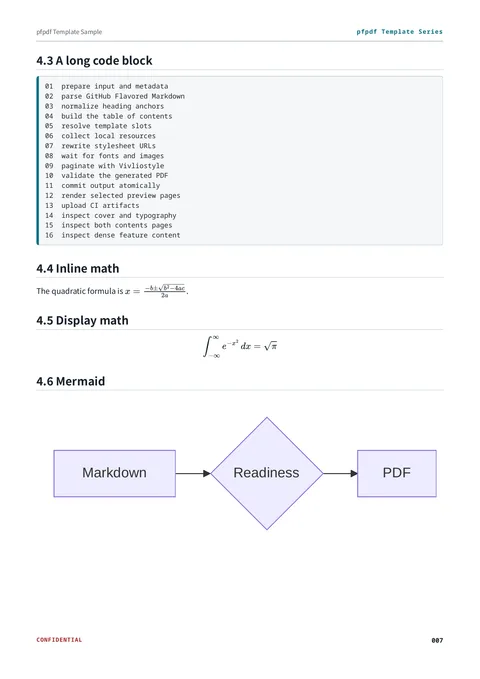 pfpdf Template Sample
pfpdf Template Series
4.3 A long code block
01 prepare input and metadata
02 parse GitHub Flavored Markdown
03 normalize heading anchors
04 build the table of contents
05 resolve template slots
06 collect local resources
07 rewrite stylesheet URLs
08 wait for fonts and images
09 paginate with Vivliostyle
10 validate the generated PDF
11 commit output atomically
12 render selected preview pages
13 upload CI artifacts
14 inspect cover and typography
15 inspect both contents pages
16 inspect dense feature content
4.4 Inline math
The quadratic formula is x = −b±√b²−4ac / 2a.
4.5 Display math
∫−∞^∞ e^−x² dx = √π
4.6 Mermaid
Markdown
Readiness
PDF
CONFIDENTIAL
007